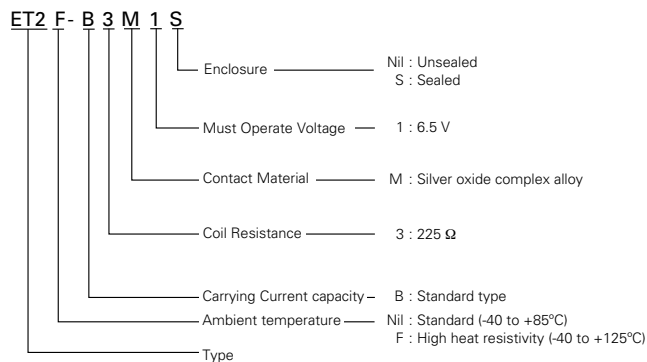 ET2 F- B 3 M 1 S
Enclosure
Nil : Unsealed
S : Sealed
Must Operate Voltage
1 : 6.5 V
Contact Material
M : Silver oxide complex alloy
Coil Resistance
3 : 225 Ω
Carrying Current capacity
B : Standard type
Ambient temperature
Nil : Standard (-40 to +85ºC)
F : High heat resistivity (-40 to +125ºC)
Type